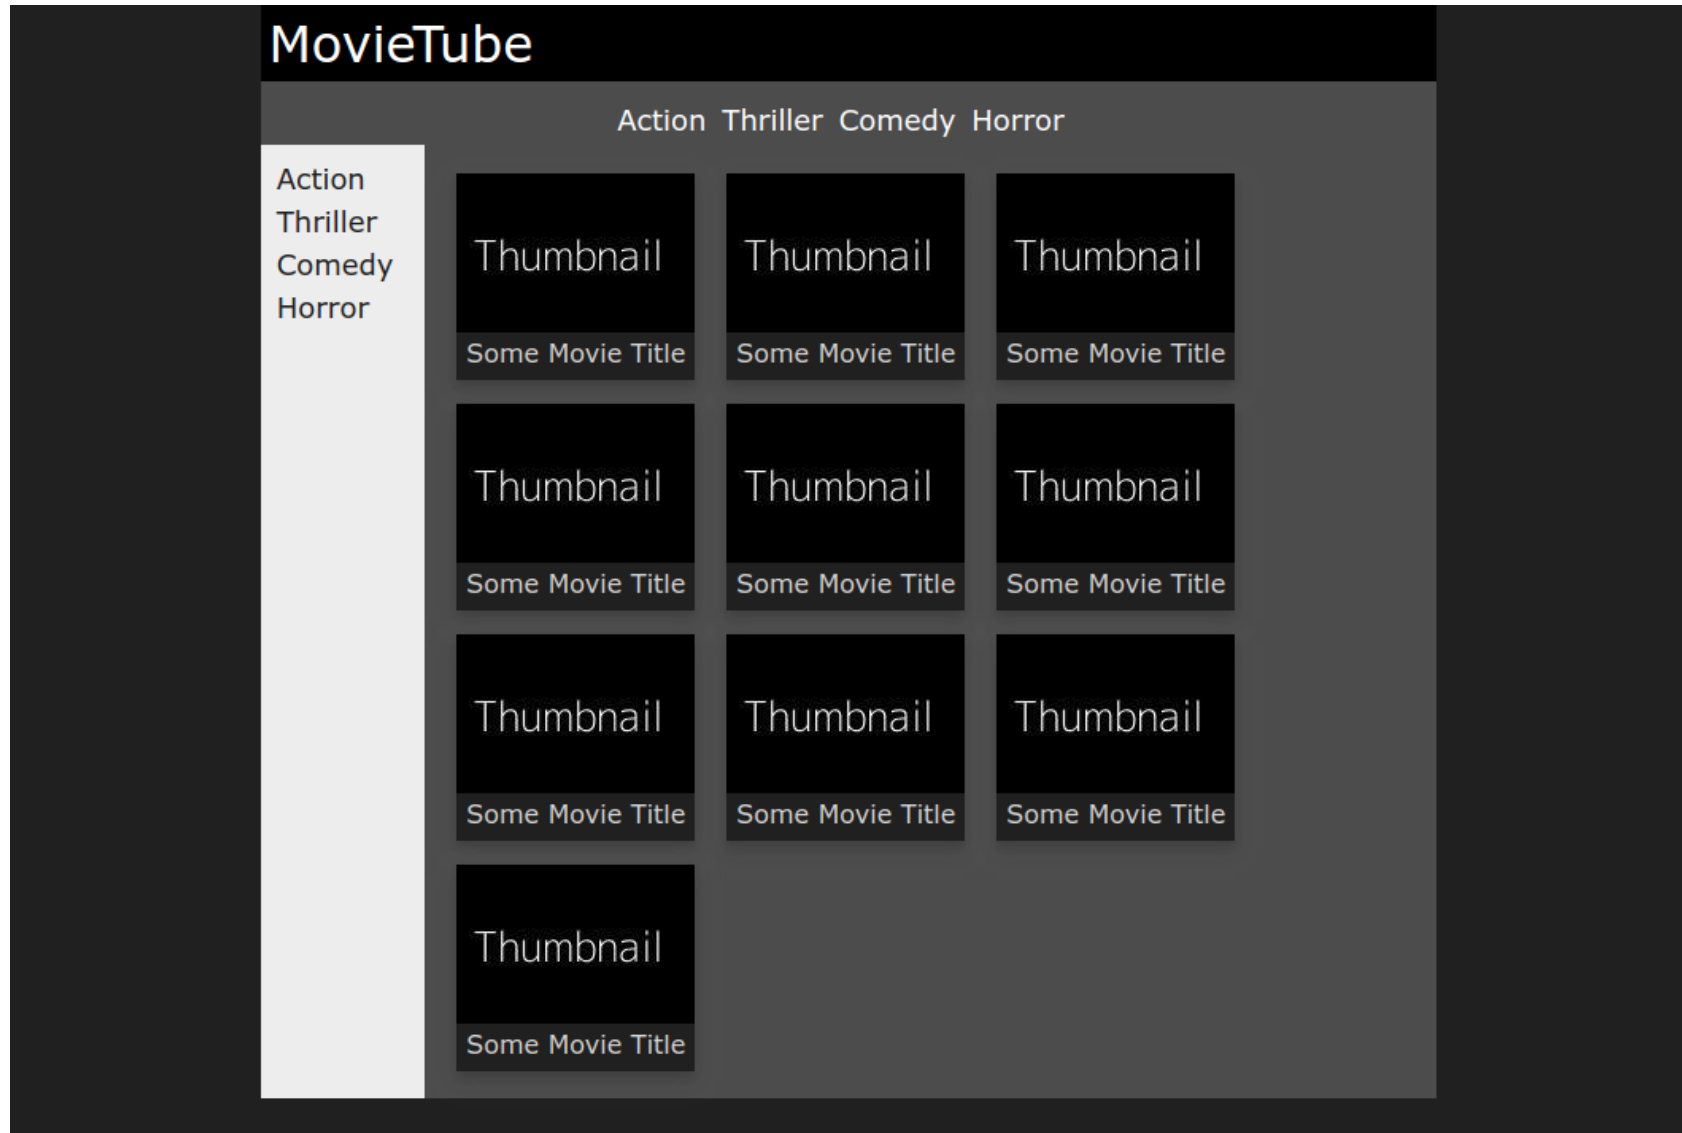 MovieTube
Action Thriller Comedy Horror
Action
Thriller
Comedy
Horror
Thumbnail Thumbnail Thumbnail
Some Movie Title Some Movie Title Some Movie Title
Thumbnail Thumbnail Thumbnail
Some Movie Title Some Movie Title Some Movie Title
Thumbnail Thumbnail Thumbnail
Some Movie Title Some Movie Title Some Movie Title
Thumbnail
Some Movie Title